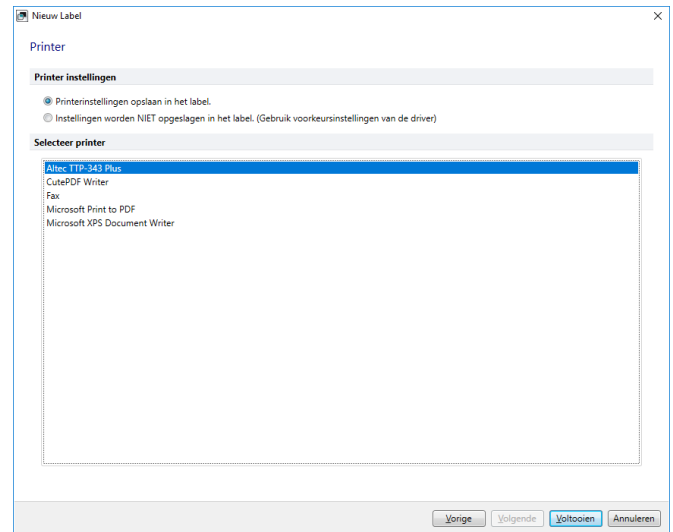 Nieuw Label
Printer
Printer instellingen
Printerinstellingen opslaan in het label.
Instellingen worden NIET opgeslagen in het label. (Gebruik voorkeursinstellingen van de driver)
Selecteer printer
Altec TTP-343 Plus
CutePDF Writer
Fax
Microsoft Print to PDF
Microsoft XPS Document Writer
Vorige Volgende Voltooien Annuleren